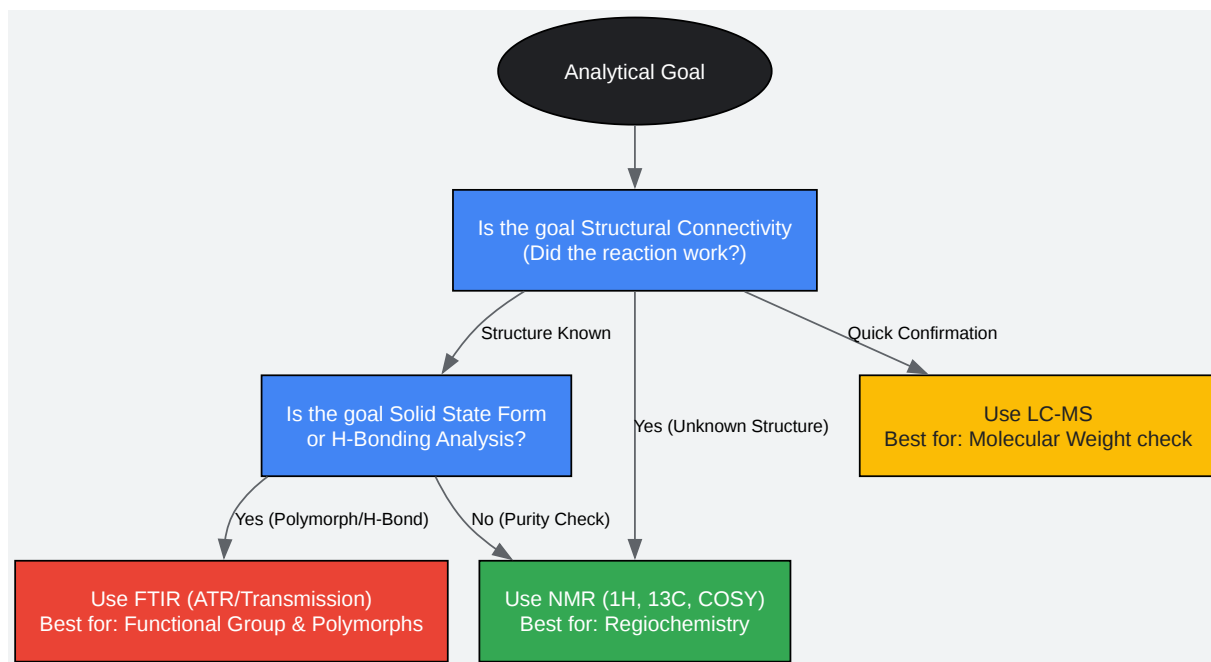 Analytical Goal
Is the goal Structural Connectivity
(Did the reaction work?)
Structure Known
Quick Confirmation
Is the goal Solid State Form
or H-Bonding Analysis?
Yes (Unknown Structure)
Use LC-MS
Best for: Molecular Weight check
Yes (Polymorph/H-Bond)
No (Purity Check)
Use FTIR (ATR/Transmission)
Best for: Functional Group & Polymorphs
Use NMR (1H, 13C, COSY)
Best for: Regiochemistry